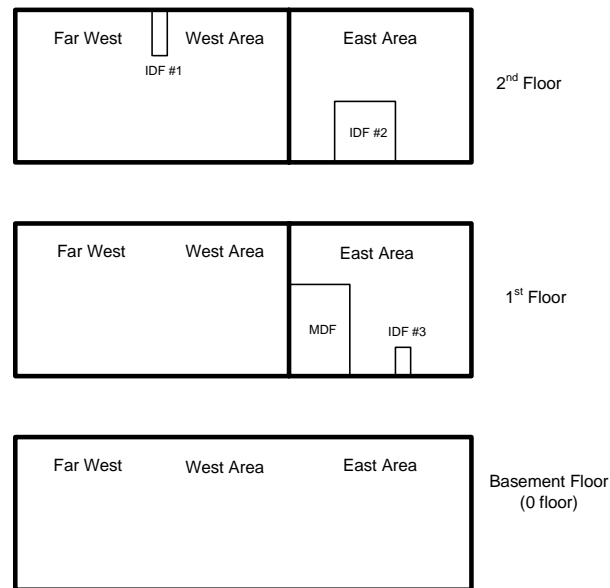 Far West
West Area
East Area
IDF #1
IDF #2
2nd Floor
Far West
West Area
East Area
MDF
IDF #3
1st Floor
Far West
West Area
East Area
Basement Floor
(0 floor)